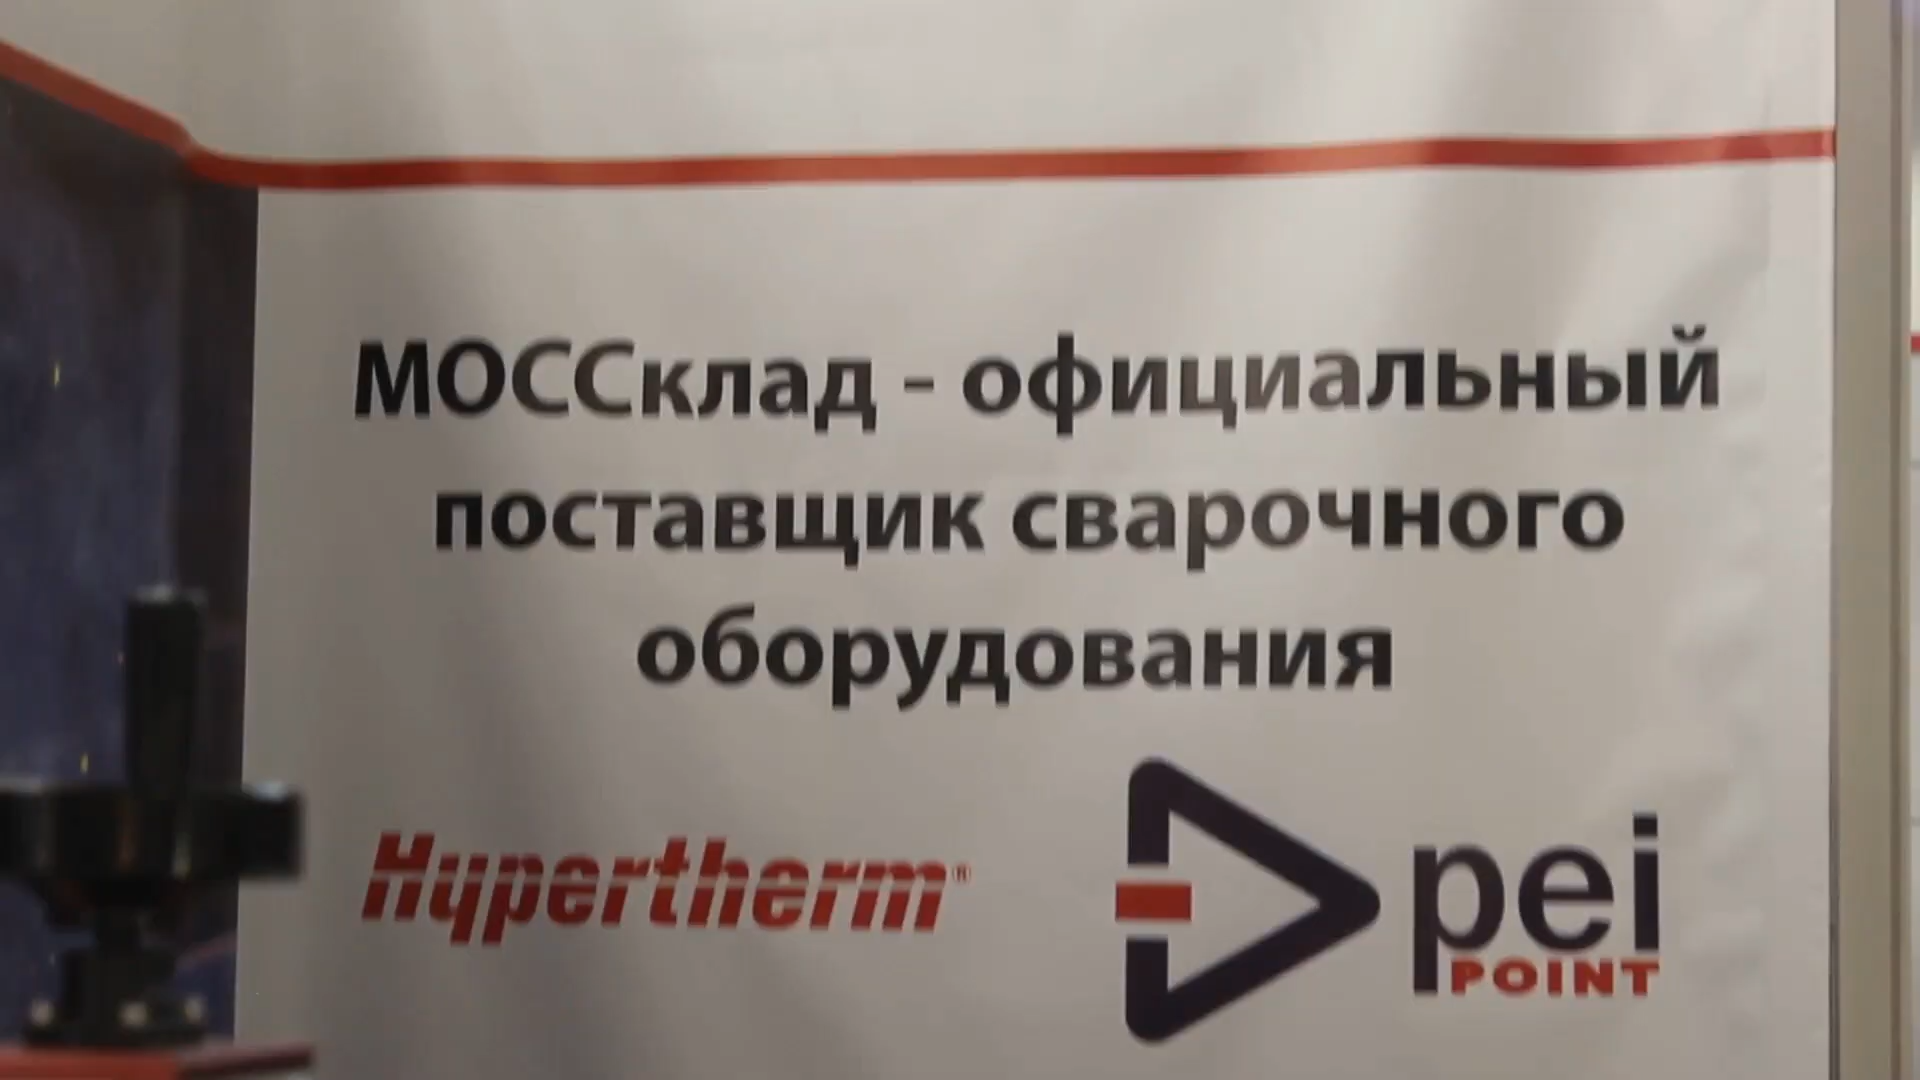 МОССклад - официальный
поставщик сварочного
оборудования
Hypertherm®
pei
POINT